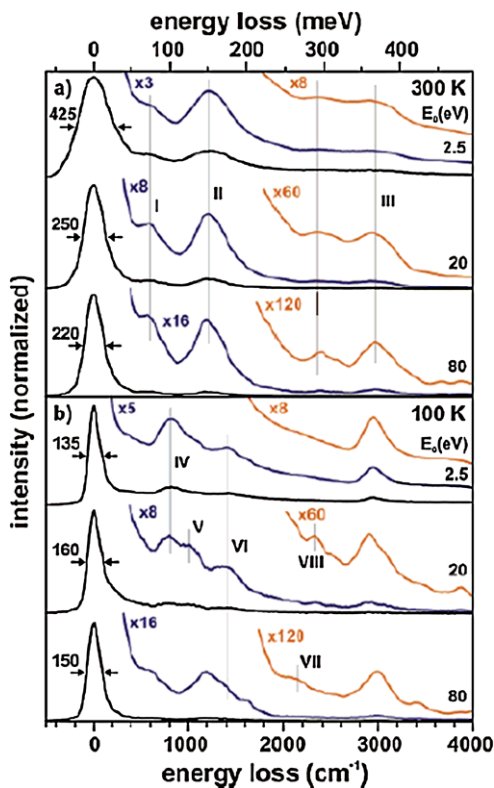 energy loss (meV)
0 100 200 300 400
a) x3 x8 300 K
425 E₀(eV)
2.5
250 x8 I II x60 III
20
220 x16 x120 I
80
b) x5 x8 100 K
135 IV E₀(eV)
2.5
160 x8 V VI x60 VIII
20
150 x16 x120 VII
80
0 1000 2000 3000 4000
energy loss (cm⁻¹)
intensity (normalized)